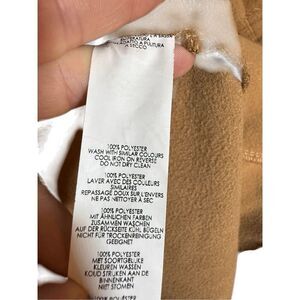 A SECCO
100% POLYESTER
WASH WITH SIMILAR COLOURS
COOL IRON ON REVERSE
DO NOT DRY CLEAN
100% POLYESTER
LAVER AVEC DES COULEURS
SIMILAIRES
REPASSAGE DOUX SUR L'ENVERS
NE PAS NETTOYER À SEC
100% POLYESTER
MIT ÄHNLICHEN FARBEN
ZUSAMMEN WASCHEN
AUF DER RÜCKSEITE KÜHL BÜGELN
NICHT FÜR TROCKENREINIGUNG
GEEIGNET
100% POLYESTER
MET SOORTGELIJKE
KLEUREN WASSEN
KOUD STRIJKEN AAN DE
BINNENKANT
NIET STOMEN
100% POLIÉSTER